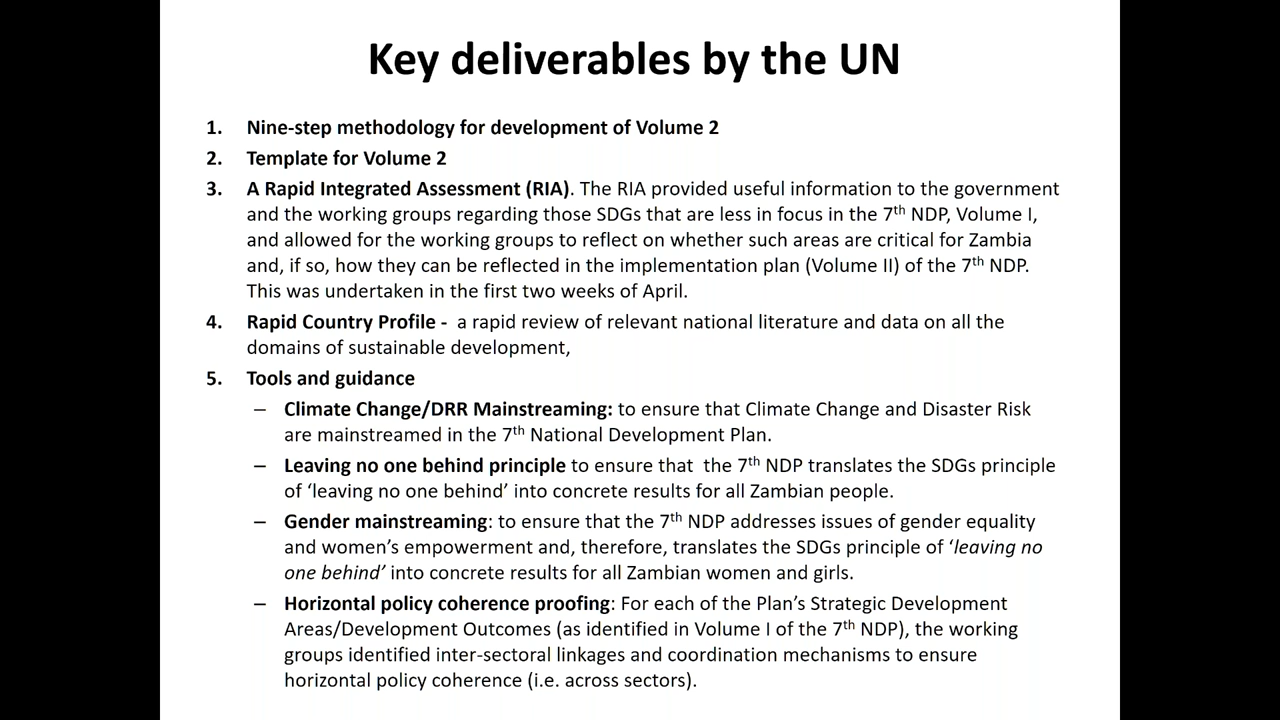 Key deliverables by the UN
1. Nine-step methodology for development of Volume 2
2. Template for Volume 2
3. A Rapid Integrated Assessment (RIA). The RIA provided useful information to the government
and the working groups regarding those SDGs that are less in focus in the 7th NDP, Volume I,
and allowed for the working groups to reflect on whether such areas are critical for Zambia
and, if so, how they can be reflected in the implementation plan (Volume II) of the 7th NDP.
This was undertaken in the first two weeks of April.
4. Rapid Country Profile - a rapid review of relevant national literature and data on all the
domains of sustainable development,
5. Tools and guidance
– Climate Change/DRR Mainstreaming: to ensure that Climate Change and Disaster Risk
are mainstreamed in the 7th National Development Plan.
– Leaving no one behind principle to ensure that the 7th NDP translates the SDGs principle
of ‘leaving no one behind’ into concrete results for all Zambian people.
– Gender mainstreaming: to ensure that the 7th NDP addresses issues of gender equality
and women’s empowerment and, therefore, translates the SDGs principle of ‘leaving no
one behind’ into concrete results for all Zambian women and girls.
– Horizontal policy coherence proofing: For each of the Plan’s Strategic Development
Areas/Development Outcomes (as identified in Volume I of the 7th NDP), the working
groups identified inter-sectoral linkages and coordination mechanisms to ensure
horizontal policy coherence (i.e. across sectors).